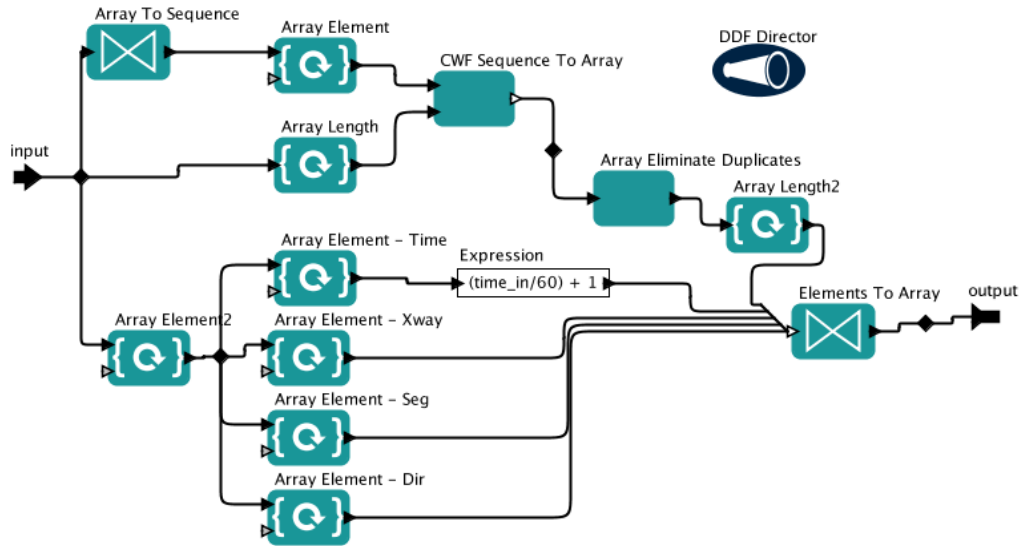 Array To Sequence
Array Element
DDF Director
CWF Sequence To Array
Array Length
input
Array Eliminate Duplicates
Array Length2
Array Element - Time
Expression
(time_in/60) + 1
Elements To Array
output
Array Element2
Array Element - Xway
Array Element - Seg
Array Element - Dir